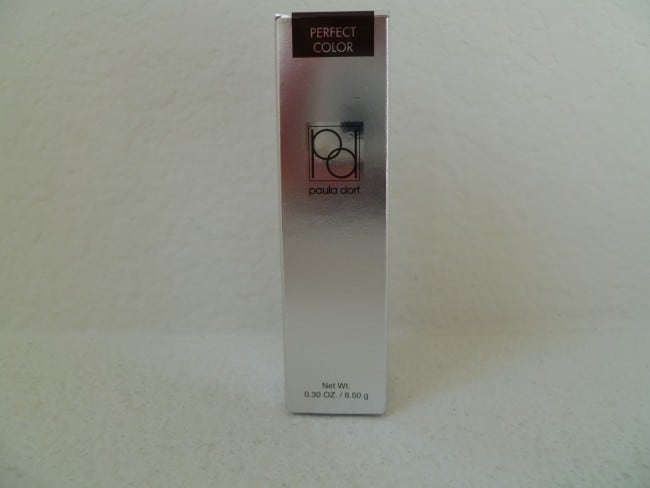 PERFECT
COLOR
pd
paula dorf
Net Wt.
0.30 OZ. / 8.50 g